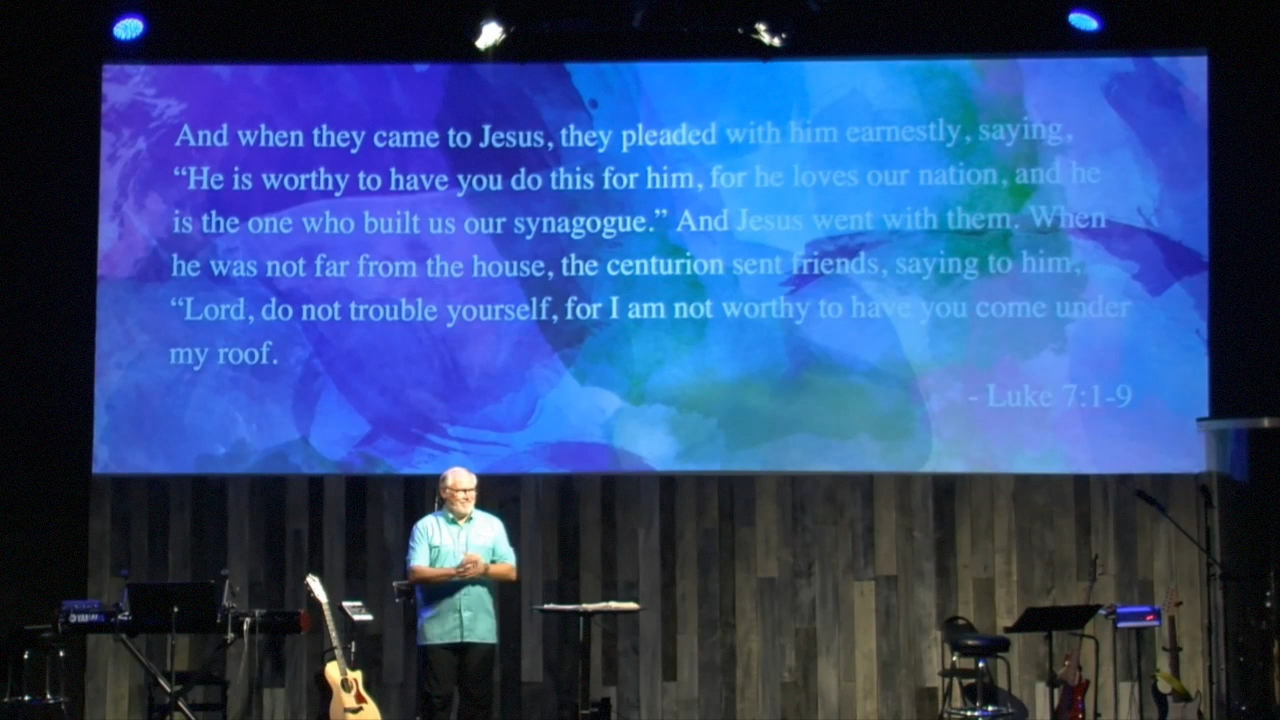 And when they came to Jesus, they pleaded with him earnestly, saying,
“He is worthy to have you do this for him, for he loves our nation, and he
is the one who built us our synagogue.” And Jesus went with them. When
he was not far from the house, the centurion sent friends, saying to him,
“Lord, do not trouble yourself, for I am not worthy to have you come under
my roof.
- Luke 7:1-9
YAMAHA